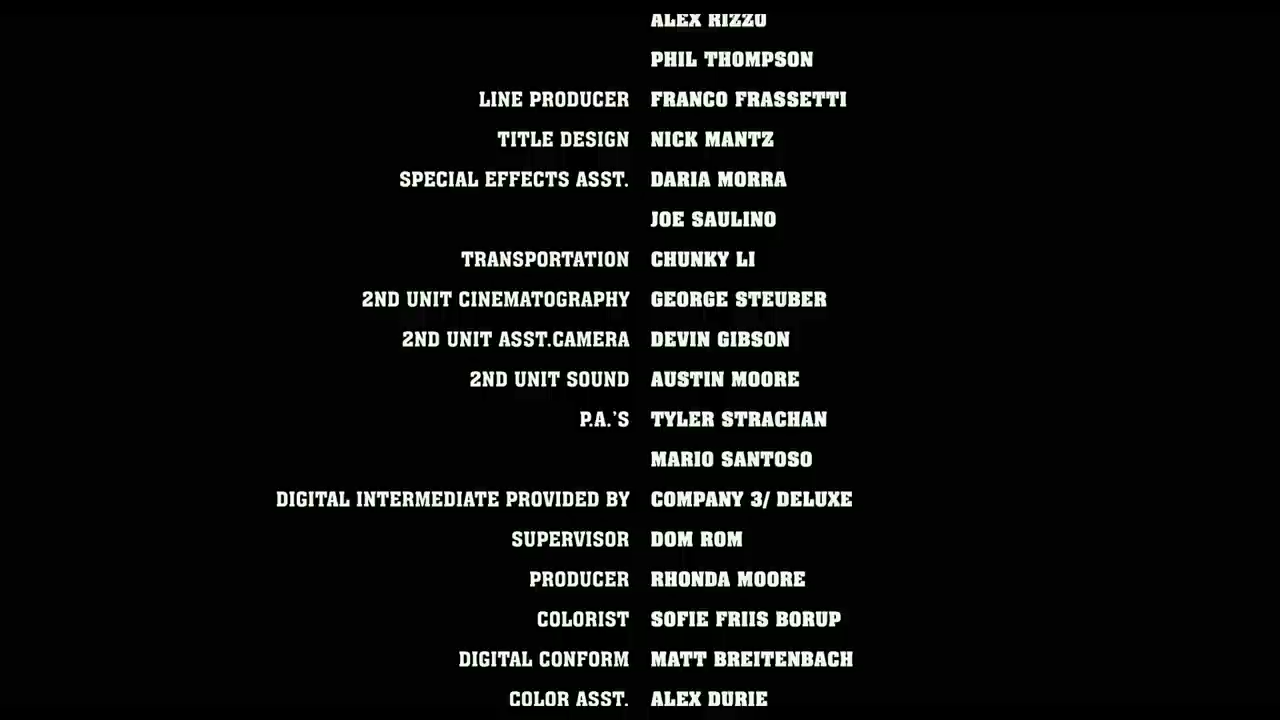 ALEX RIZZO
PHIL THOMPSON
LINE PRODUCER FRANCO FRASSETTI
TITLE DESIGN NICK MANTZ
SPECIAL EFFECTS ASST. DARIA MORRA
JOE SAULINO
TRANSPORTATION CHUNKY LI
2ND UNIT CINEMATOGRAPHY GEORGE STEUBER
2ND UNIT ASST.CAMERA DEVIN GIBSON
2ND UNIT SOUND AUSTIN MOORE
P.A.'S TYLER STRACHAN
MARIO SANTOSO
DIGITAL INTERMEDIATE PROVIDED BY COMPANY 3/ DELUXE
SUPERVISOR DOM ROM
PRODUCER RHONDA MOORE
COLORIST SOFIE FRIIS BORUP
DIGITAL CONFORM MATT BREITENBACH
COLOR ASST. ALEX DURIE